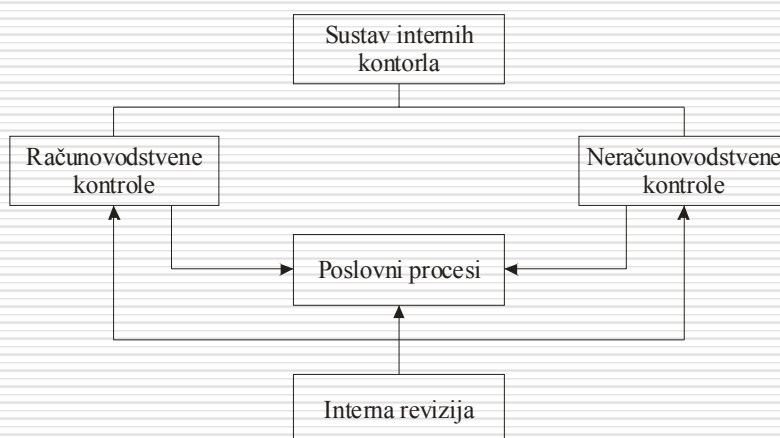 Sustav internih
kontorla
Računovodstvene
kontrole
Neračunovodstvene
kontrole
Poslovni procesi
Interna revizija